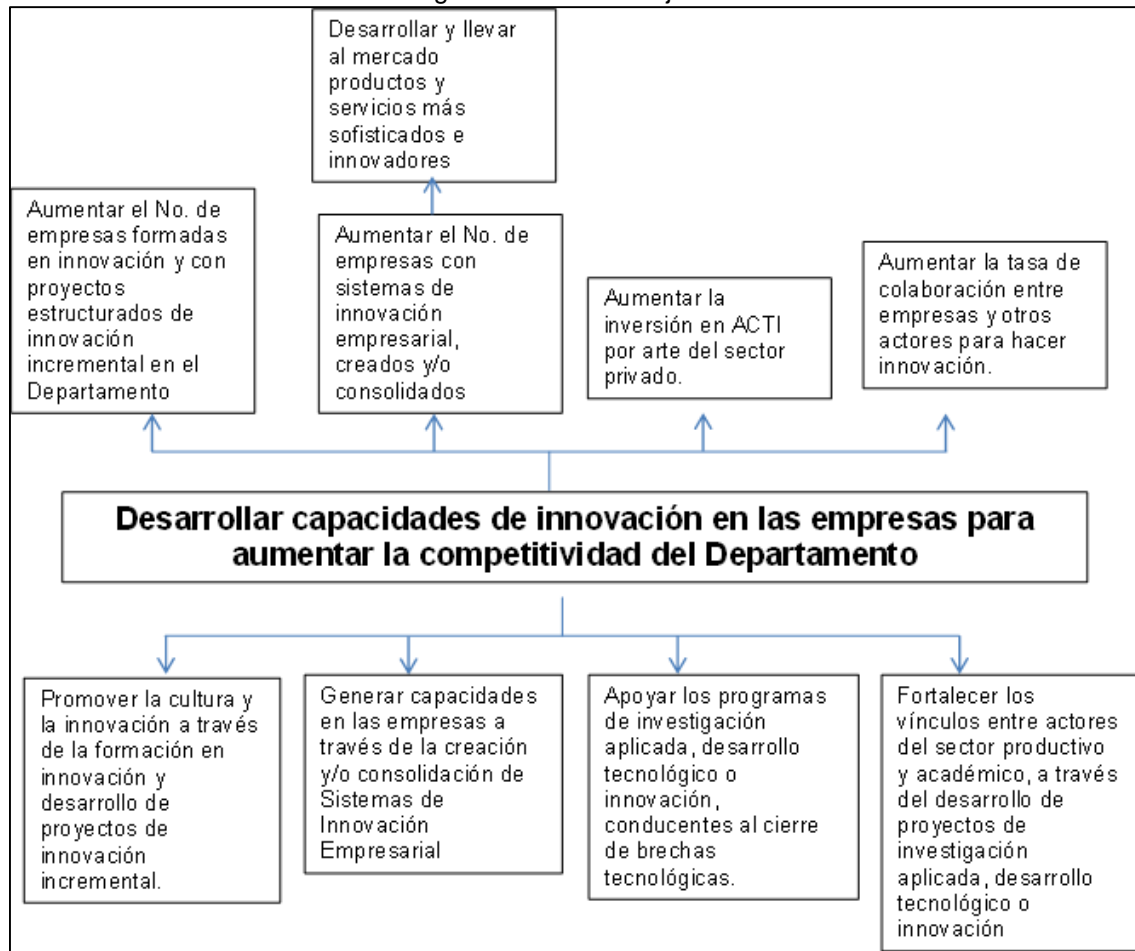 Desarrollar y llevar
al mercado
productos y
servicios más
sofisticados e
innovadores
Aumentar el No. de
empresas formadas
en innovación y con
proyectos
estructurados de
innovación
incremental en el
Departamento
Aumentar el No. de
empresas con
sistemas de
innovación
empresarial,
creados y/o
consolidados
Aumentar la
inversión en ACTI
por arte del sector
privado.
Aumentar la tasa de
colaboración entre
empresas y otros
actores para hacer
innovación.
Desarrollar capacidades de innovación en las empresas para
aumentar la competitividad del Departamento
Promover la cultura y
la innovación a través
de la formación en
innovación y
desarrollo de
proyectos de
innovación
incremental.
Generar capacidades
en las empresas a
través de la creación
y/o consolidación de
Sistemas de
Innovación
Empresarial
Apoyar los programas
de investigación
aplicada, desarrollo
tecnológico o
innovación,
conducentes al cierre
de brechas
tecnológicas.
Fortalecer los
vínculos entre actores
del sector productivo
y académico, a través
del desarrollo de
proyectos de
investigación
aplicada, desarrollo
tecnológico o
innovación